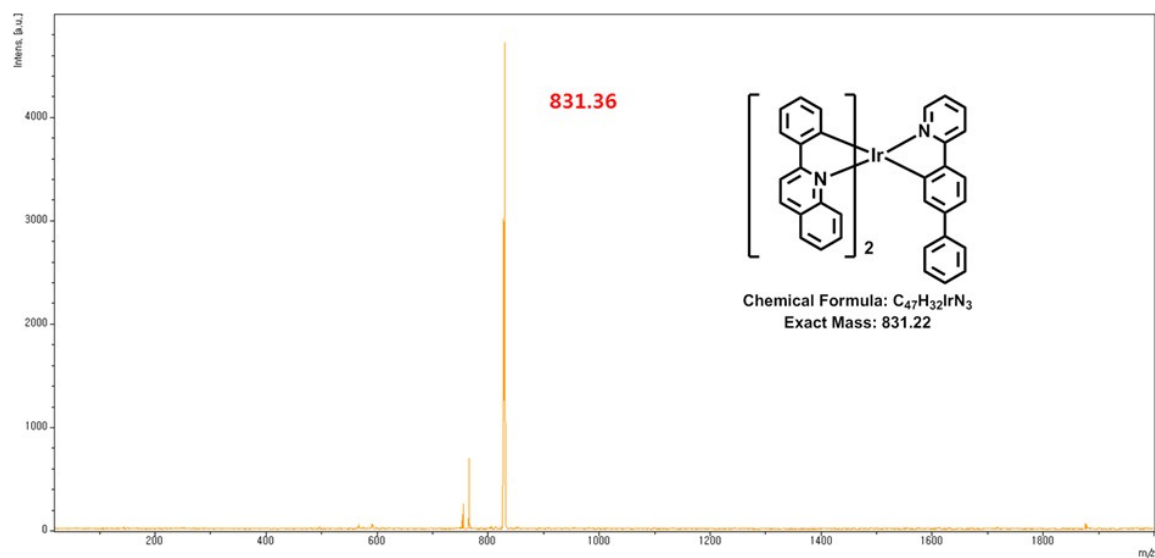 Intens. [a.u.]
4000
3000
2000
1000
0
831.36
N
Ir
N
2
Chemical Formula: C₄₇H₃₂IrN₃
Exact Mass: 831.22
200
400
600
800
1000
1200
1400
1600
1800
m/z